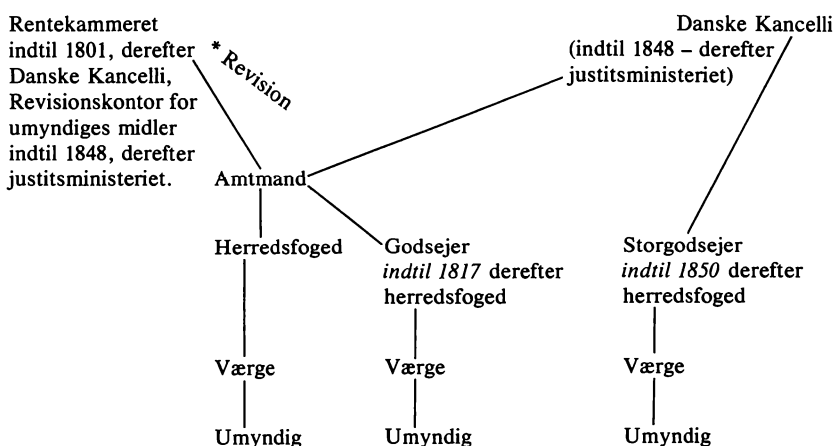 Rentekammeret
indtil 1801, derefter
Danske Kancelli,
Revisionskontor for
umyndiges midler
indtil 1848, derefter
justitsministeriet.
* Revision
Danske Kancelli
(indtil 1848 – derefter
justitsministeriet)
Amtmand
Herredsfoged
Godsejer
indtil 1817 derefter
herredsfoged
Storgodsejer
indtil 1850 derefter
herredsfoged
Værge
Værge
Værge
Umyndig
Umyndig
Umyndig